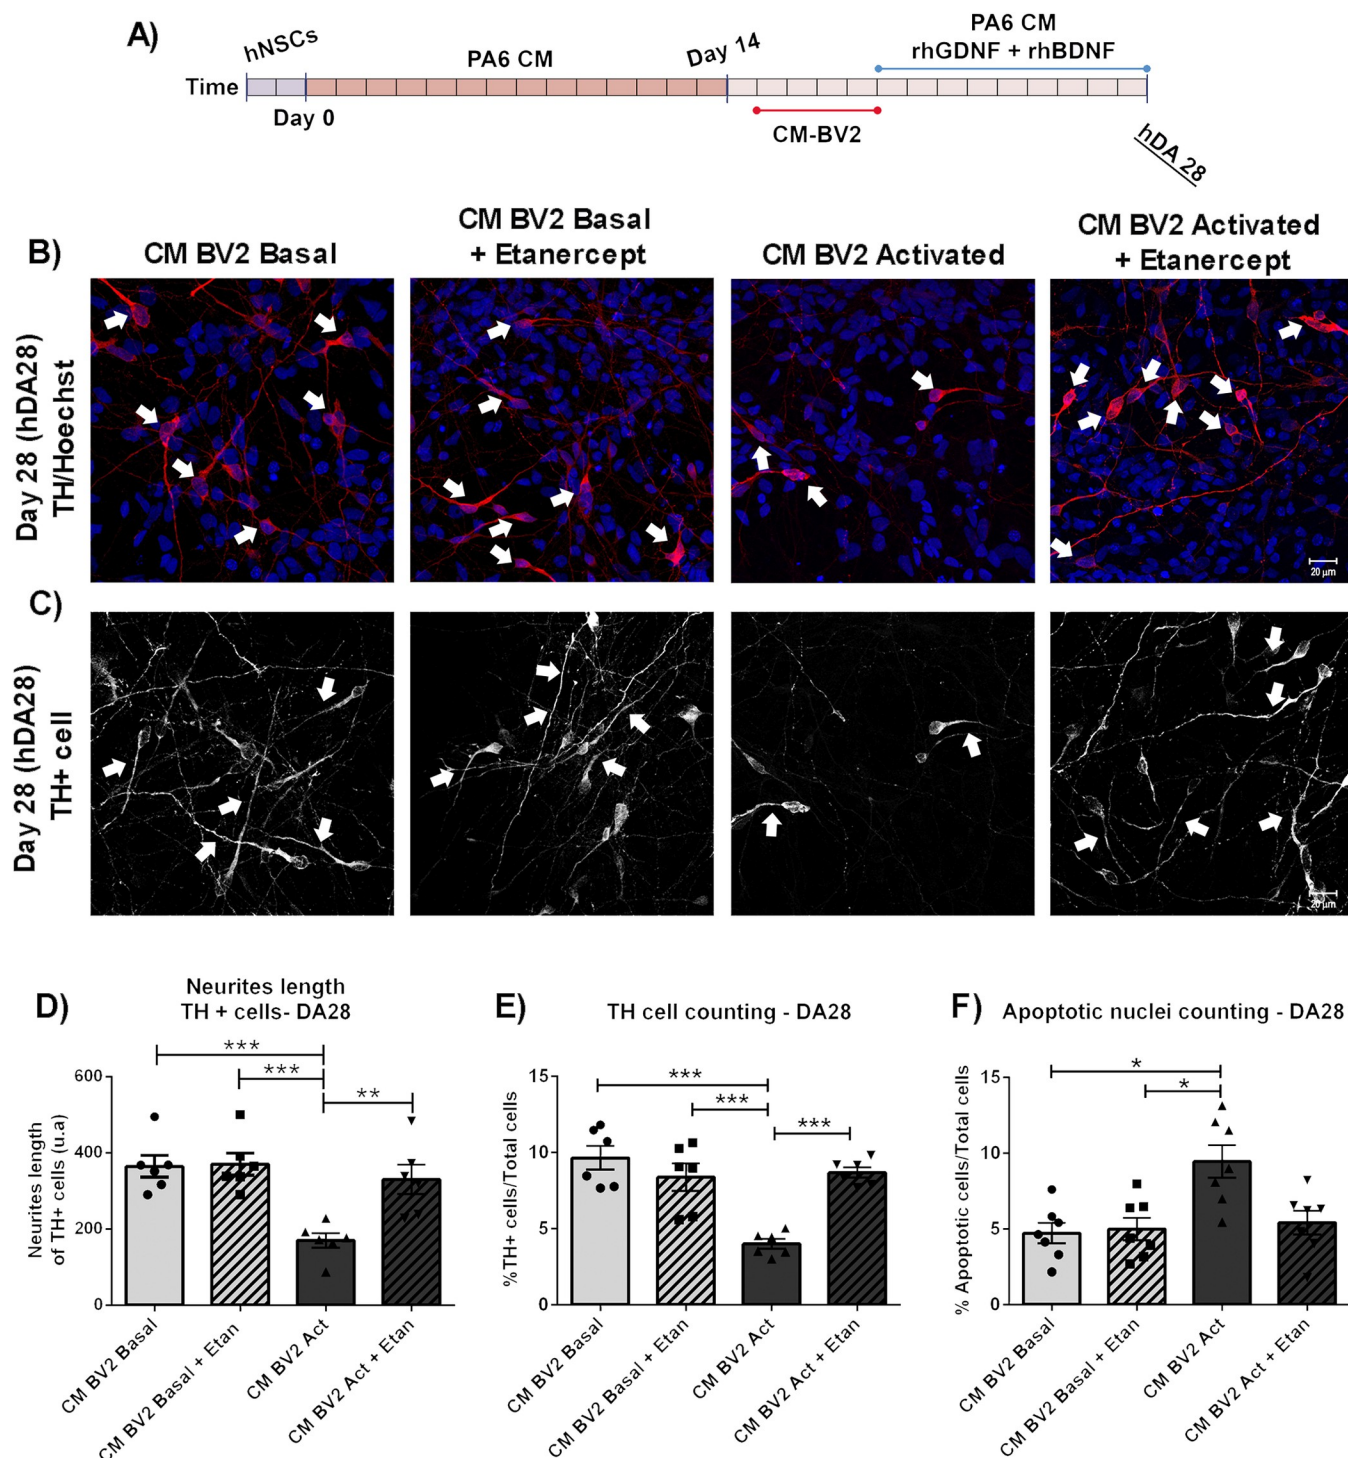 A)
hNSCs
PA6 CM
Day 14
PA6 CM
rhGDNF + rhBDNF
Time
Day 0
CM-BV2
hDA 28
B)
CM BV2 Basal
CM BV2 Basal
+ Etanercept
CM BV2 Activated
CM BV2 Activated
+ Etanercept
Day 28 (hDA28)
TH/Hoechst
20 µm
C)
Day 28 (hDA28)
TH+ cell
20 µm
D)
Neurites length
TH + cells- DA28
***
***
**
Neurites length
of TH+ cells (u.a)
600
400
200
0
CM BV2 Basal
CM BV2 Basal + Etan
CM BV2 Act
CM BV2 Act + Etan
E)
TH cell counting - DA28
***
***
***
%TH+ cells/Total cells
15
10
5
0
CM BV2 Basal
CM BV2 Basal + Etan
CM BV2 Act
CM BV2 Act + Etan
F)
Apoptotic nuclei counting - DA28
*
*
% Apoptotic cells/Total cells
15
10
5
0
CM BV2 Basal
CM BV2 Basal + Etan
CM BV2 Act
CM BV2 Act + Etan